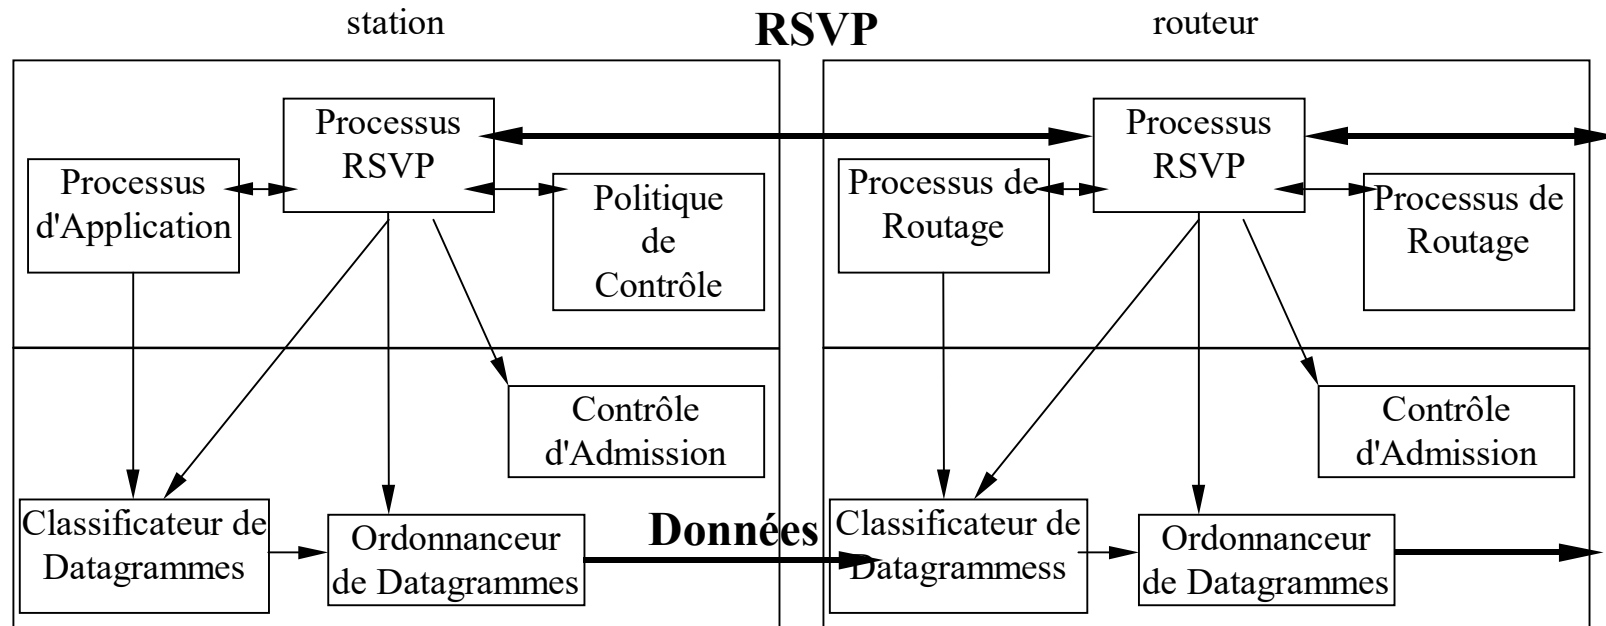 station
RSVP
routeur
Processus
RSVP
Processus
d'Application
Politique
de
Contrôle
Contrôle
d'Admission
Classificateur de
Datagrammes
Ordonnanceur
de Datagrammes
Données
Processus
RSVP
Processus de
Routage
Processus de
Routage
Contrôle
d'Admission
Classificateur de
Datagrammess
Ordonnanceur
de Datagrammes